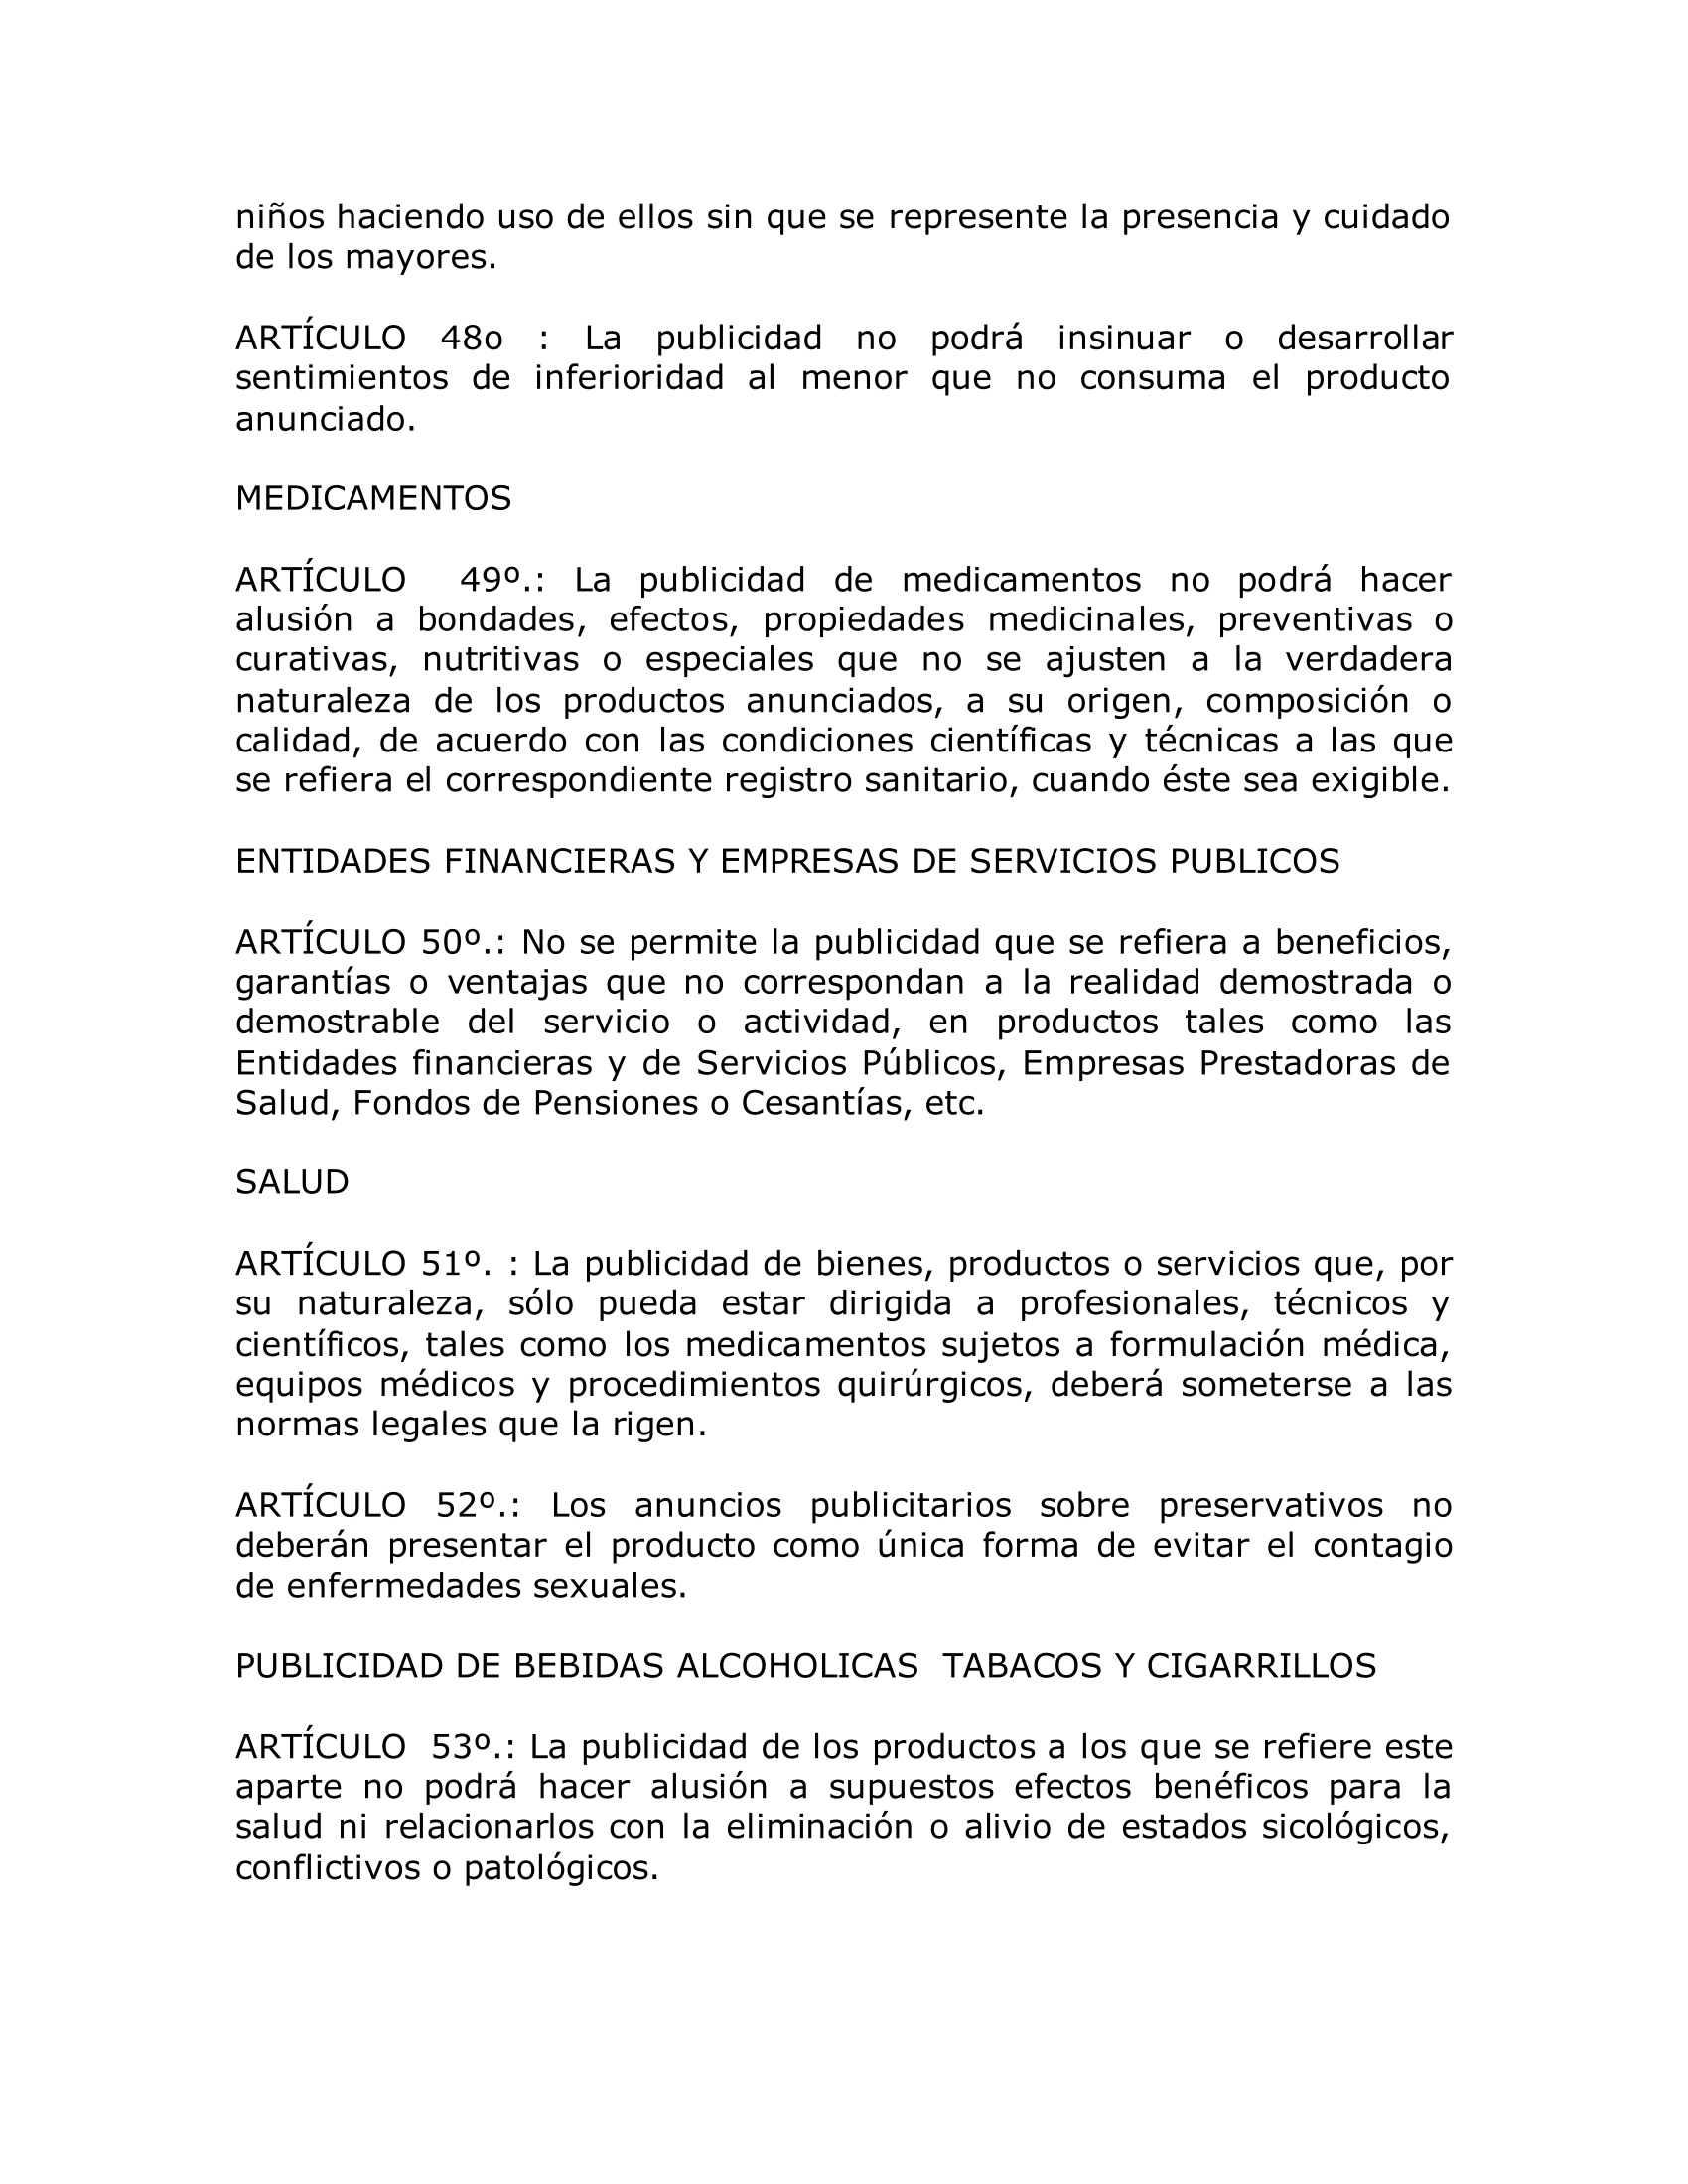 niños haciendo uso de ellos sin que se represente la presencia y cuidado
de los mayores.
ARTÍCULO 48o : La publicidad no podrá insinuar o desarrollar
sentimientos de inferioridad al menor que no consuma el producto
anunciado.
MEDICAMENTOS
ARTÍCULO 49º.: La publicidad de medicamentos no podrá hacer
alusión a bondades, efectos, propiedades medicinales, preventivas o
curativas, nutritivas o especiales que no se ajusten a la verdadera
naturaleza de los productos anunciados, a su origen, composición o
calidad, de acuerdo con las condiciones científicas y técnicas a las que
se refiera el correspondiente registro sanitario, cuando éste sea exigible.
ENTIDADES FINANCIERAS Y EMPRESAS DE SERVICIOS PUBLICOS
ARTÍCULO 50º.: No se permite la publicidad que se refiera a beneficios,
garantías o ventajas que no correspondan a la realidad demostrada o
demostrable del servicio o actividad, en productos tales como las
Entidades financieras y de Servicios Públicos, Empresas Prestadoras de
Salud, Fondos de Pensiones o Cesantías, etc.
SALUD
ARTÍCULO 51º. : La publicidad de bienes, productos o servicios que, por
su naturaleza, sólo pueda estar dirigida a profesionales, técnicos y
científicos, tales como los medicamentos sujetos a formulación médica,
equipos médicos y procedimientos quirúrgicos, deberá someterse a las
normas legales que la rigen.
ARTÍCULO 52º.: Los anuncios publicitarios sobre preservativos no
deberán presentar el producto como única forma de evitar el contagio
de enfermedades sexuales.
PUBLICIDAD DE BEBIDAS ALCOHOLICAS  TABACOS Y CIGARRILLOS
ARTÍCULO  53º.: La publicidad de los productos a los que se refiere este
aparte no podrá hacer alusión a supuestos efectos benéficos para la
salud ni relacionarlos con la eliminación o alivio de estados sicológicos,
conflictivos o patológicos.